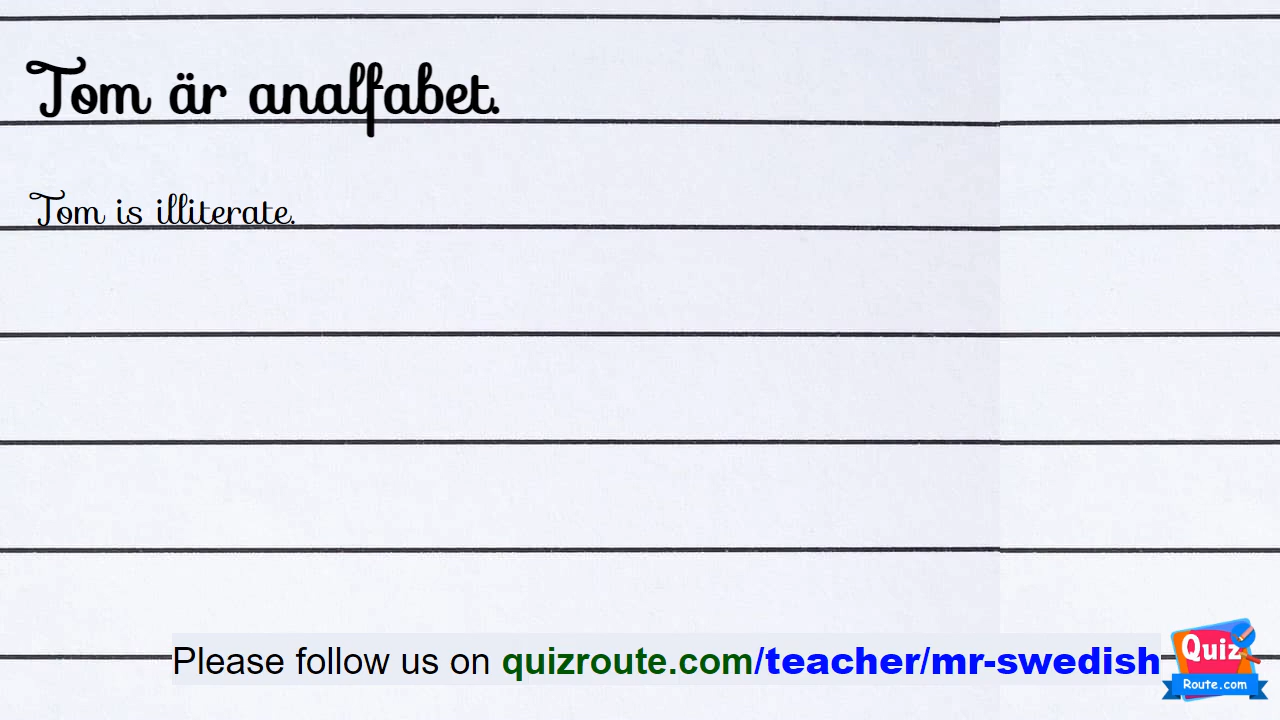 Tom är analfabet.
Tom is illiterate.
Please follow us on quizroute.com/teacher/mr-swedish
Quiz
Route.com